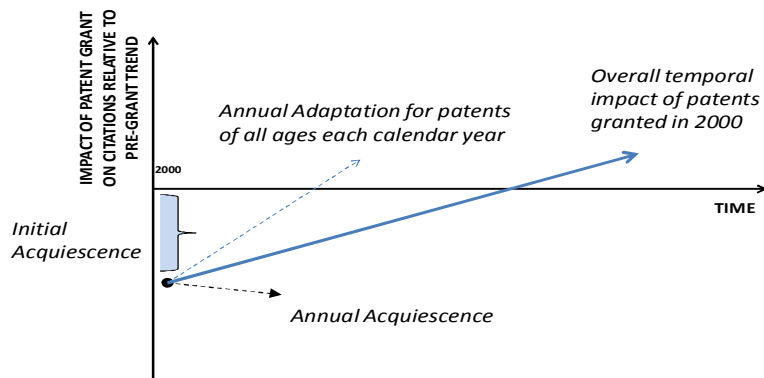 IMPACT OF PATENT GRANT
ON CITATIONS RELATIVE TO
PRE-GRANT TREND
Annual Adaptation for patents
of all ages each calendar year
Overall temporal
impact of patents
granted in 2000
2000
TIME
Initial
Acquiescence
Annual Acquiescence